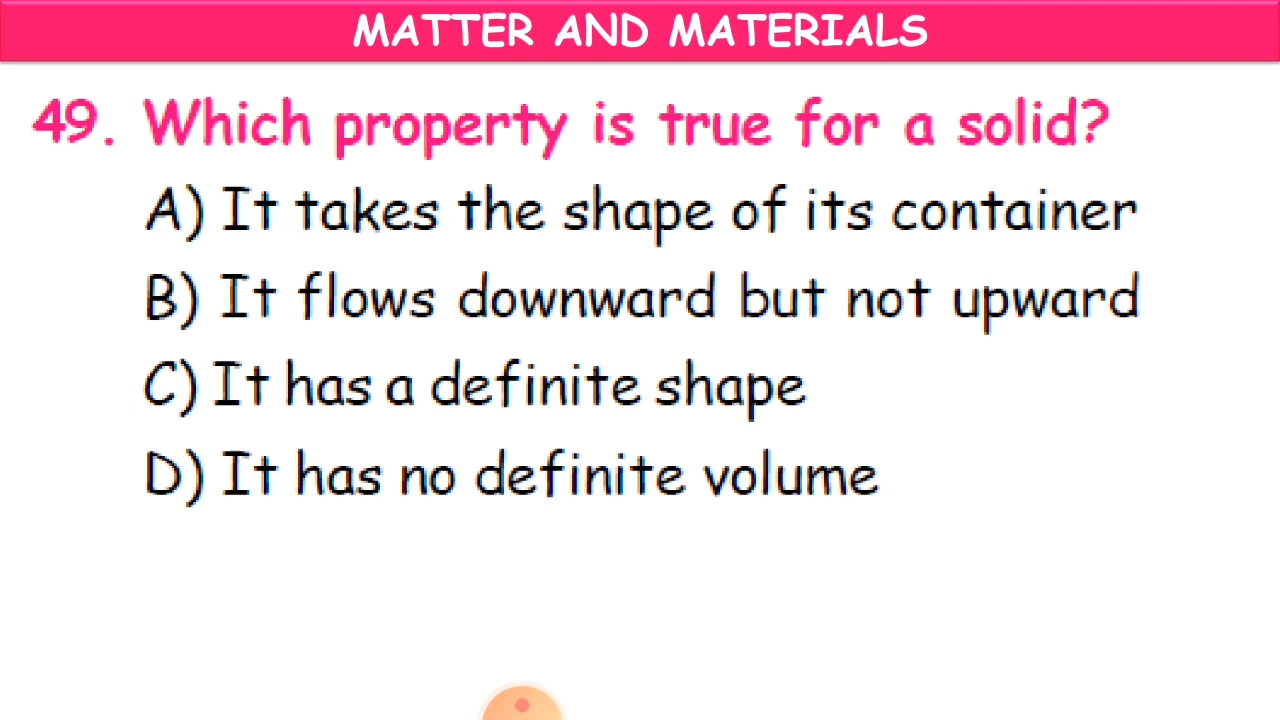 MATTER AND MATERIALS
49. Which property is true for a solid?
A) It takes the shape of its container
B) It flows downward but not upward
C) It has a definite shape
D) It has no definite volume